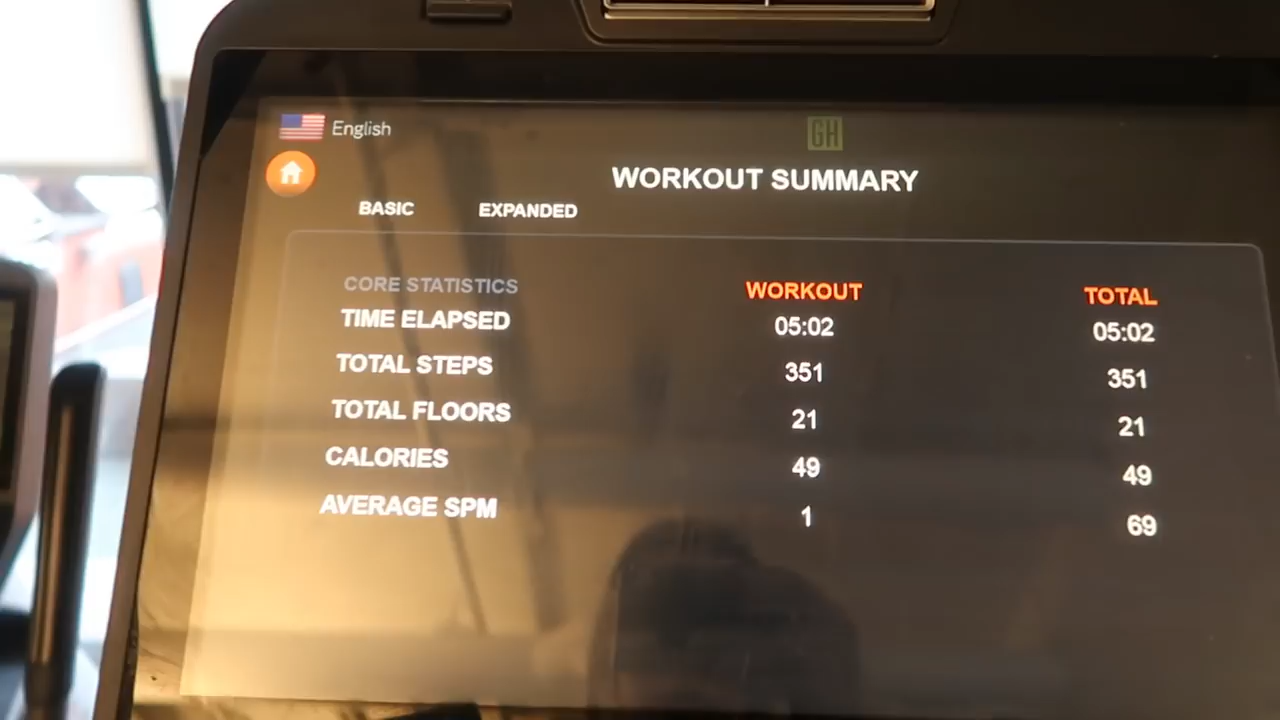 English
GH
WORKOUT SUMMARY
BASIC EXPANDED
CORE STATISTICS WORKOUT TOTAL
TIME ELAPSED 05:02 05:02
TOTAL STEPS 351 351
TOTAL FLOORS 21 21
CALORIES 49 49
AVERAGE SPM 1 69